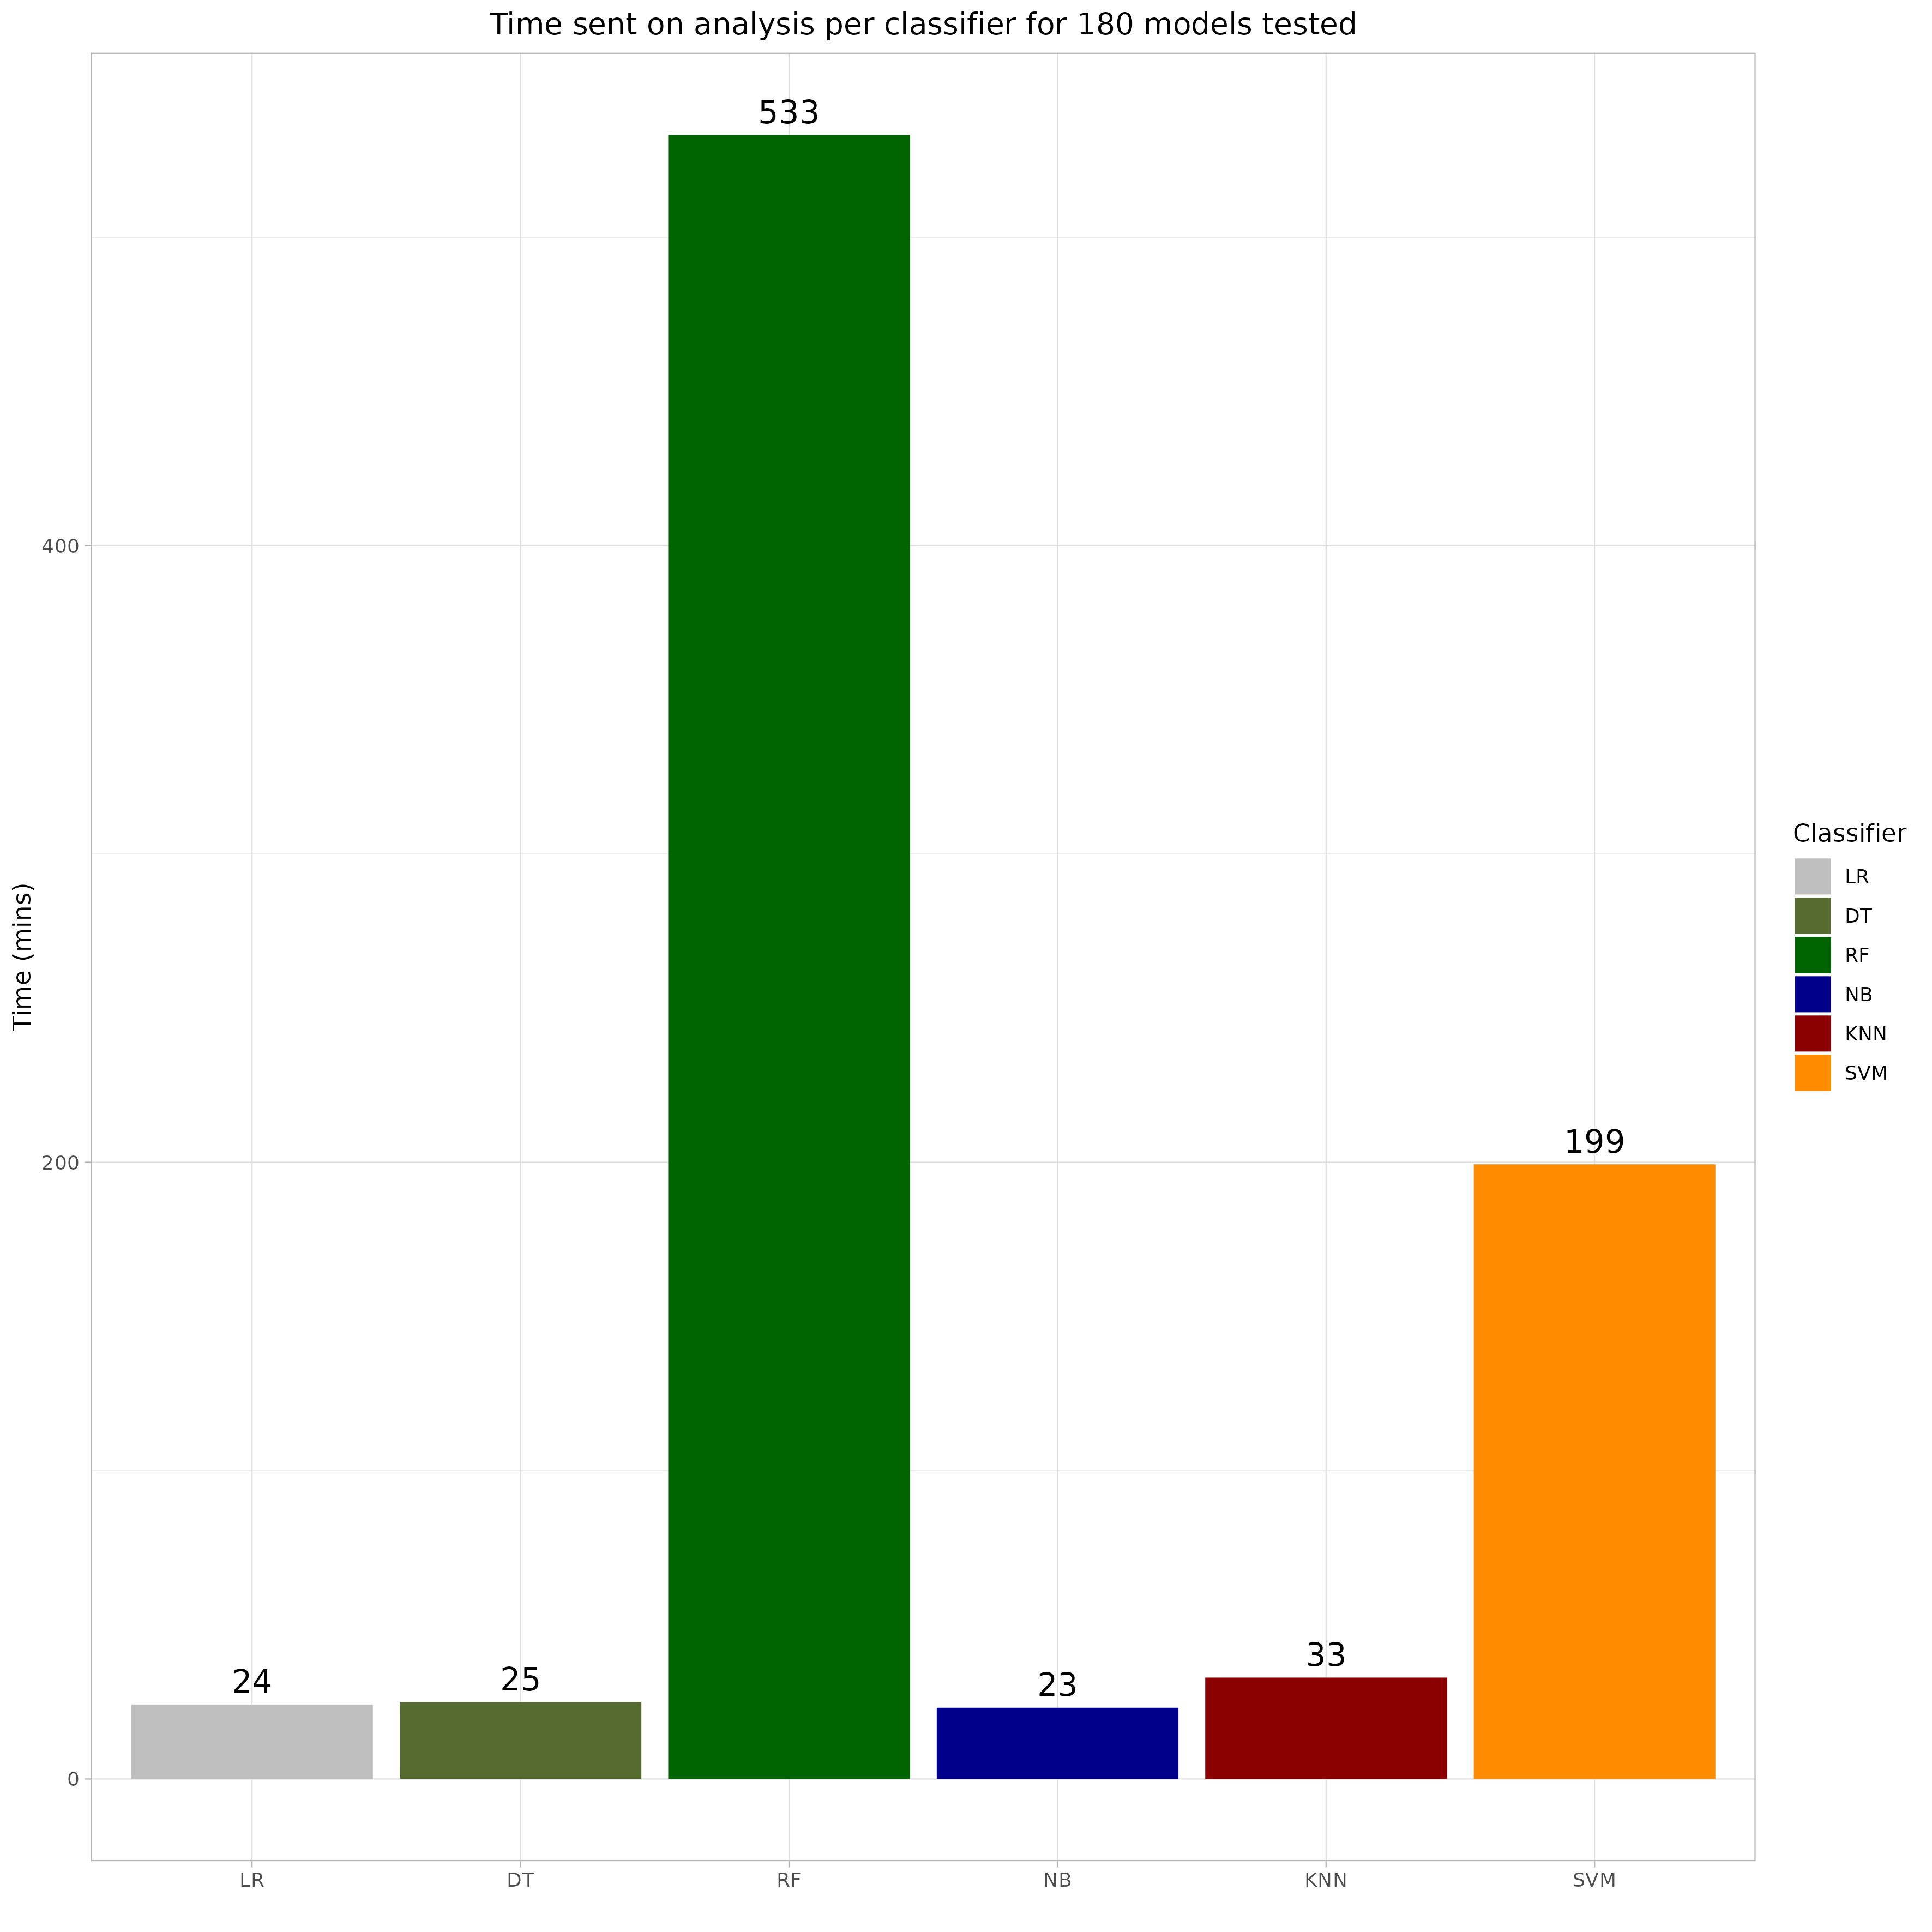 Time sent on analysis per classifier for 180 models tested
533
400
Time (mins)
200
199
24
25
23
33
0
LR
DT
RF
NB
KNN
SVM
Classifier
LR
DT
RF
NB
KNN
SVM